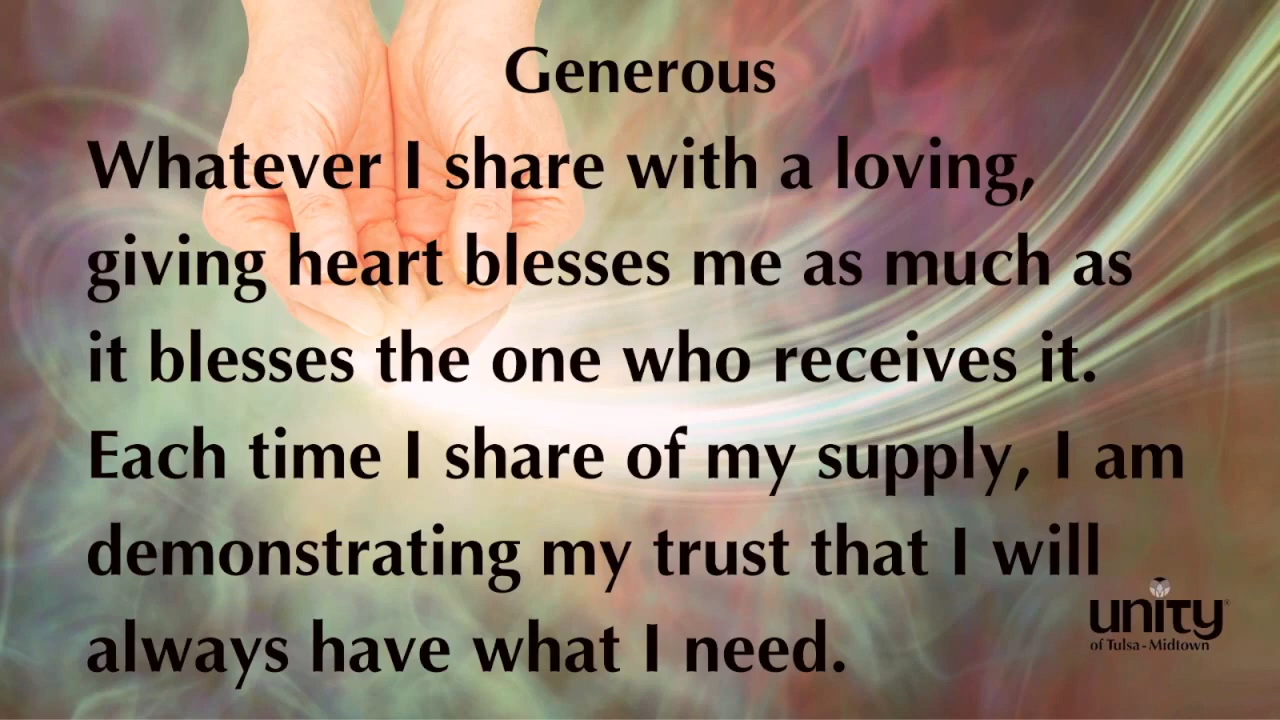 Generous
Whatever I share with a loving,
giving heart blesses me as much as
it blesses the one who receives it.
Each time I share of my supply, I am
demonstrating my trust that I will
always have what I need.
unity®
of Tulsa - Midtown